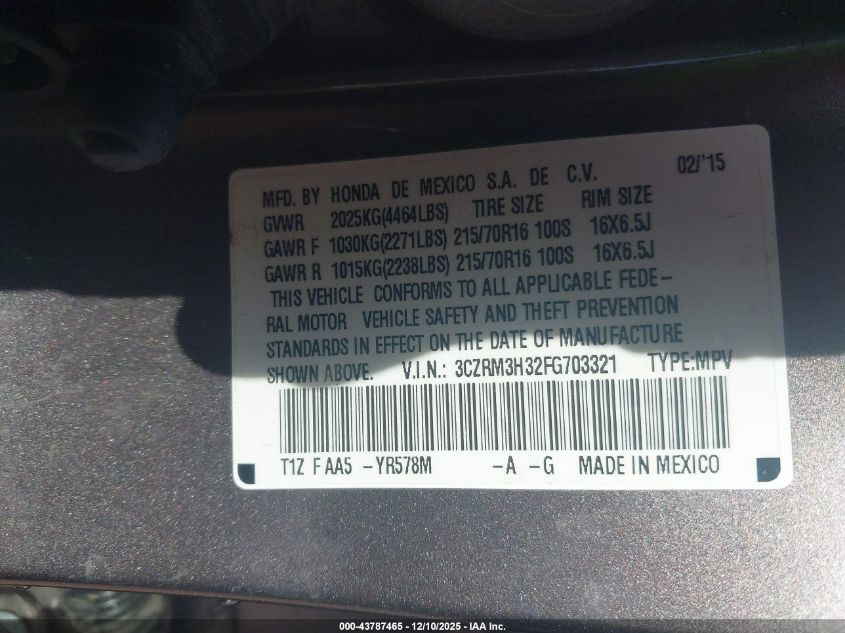 02/'15
MFD. BY HONDA DE MEXICO S.A. DE C.V.
GVWR 2025KG(4464LBS) TIRE SIZE RIM SIZE
GAWR F 1030KG(2271LBS) 215/70R16 100S 16X6.5J
GAWR R 1015KG(2238LBS) 215/70R16 100S 16X6.5J
THIS VEHICLE CONFORMS TO ALL APPLICABLE FEDE-
RAL MOTOR VEHICLE SAFETY AND THEFT PREVENTION
STANDARDS IN EFFECT ON THE DATE OF MANUFACTURE
SHOWN ABOVE. V.I.N.: 3CZRM3H32FG703321 TYPE:MPV
T1Z F AA5 -YR578M -A -G MADE IN MEXICO
000-43787465 - 12/10/2025 - IAA Inc.